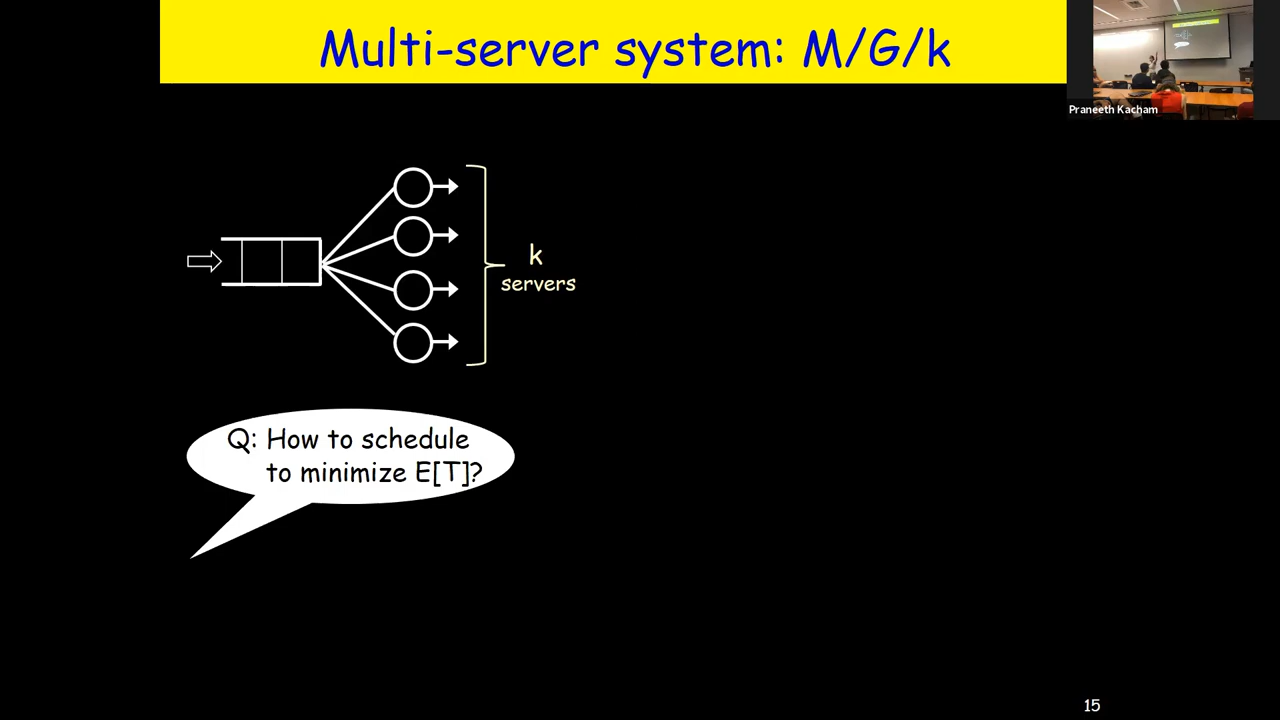 Multi-server system: M/G/k
Praneeth Kacham
k
servers
Q: How to schedule
to minimize E[T]?
15